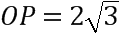 OP = 2√3